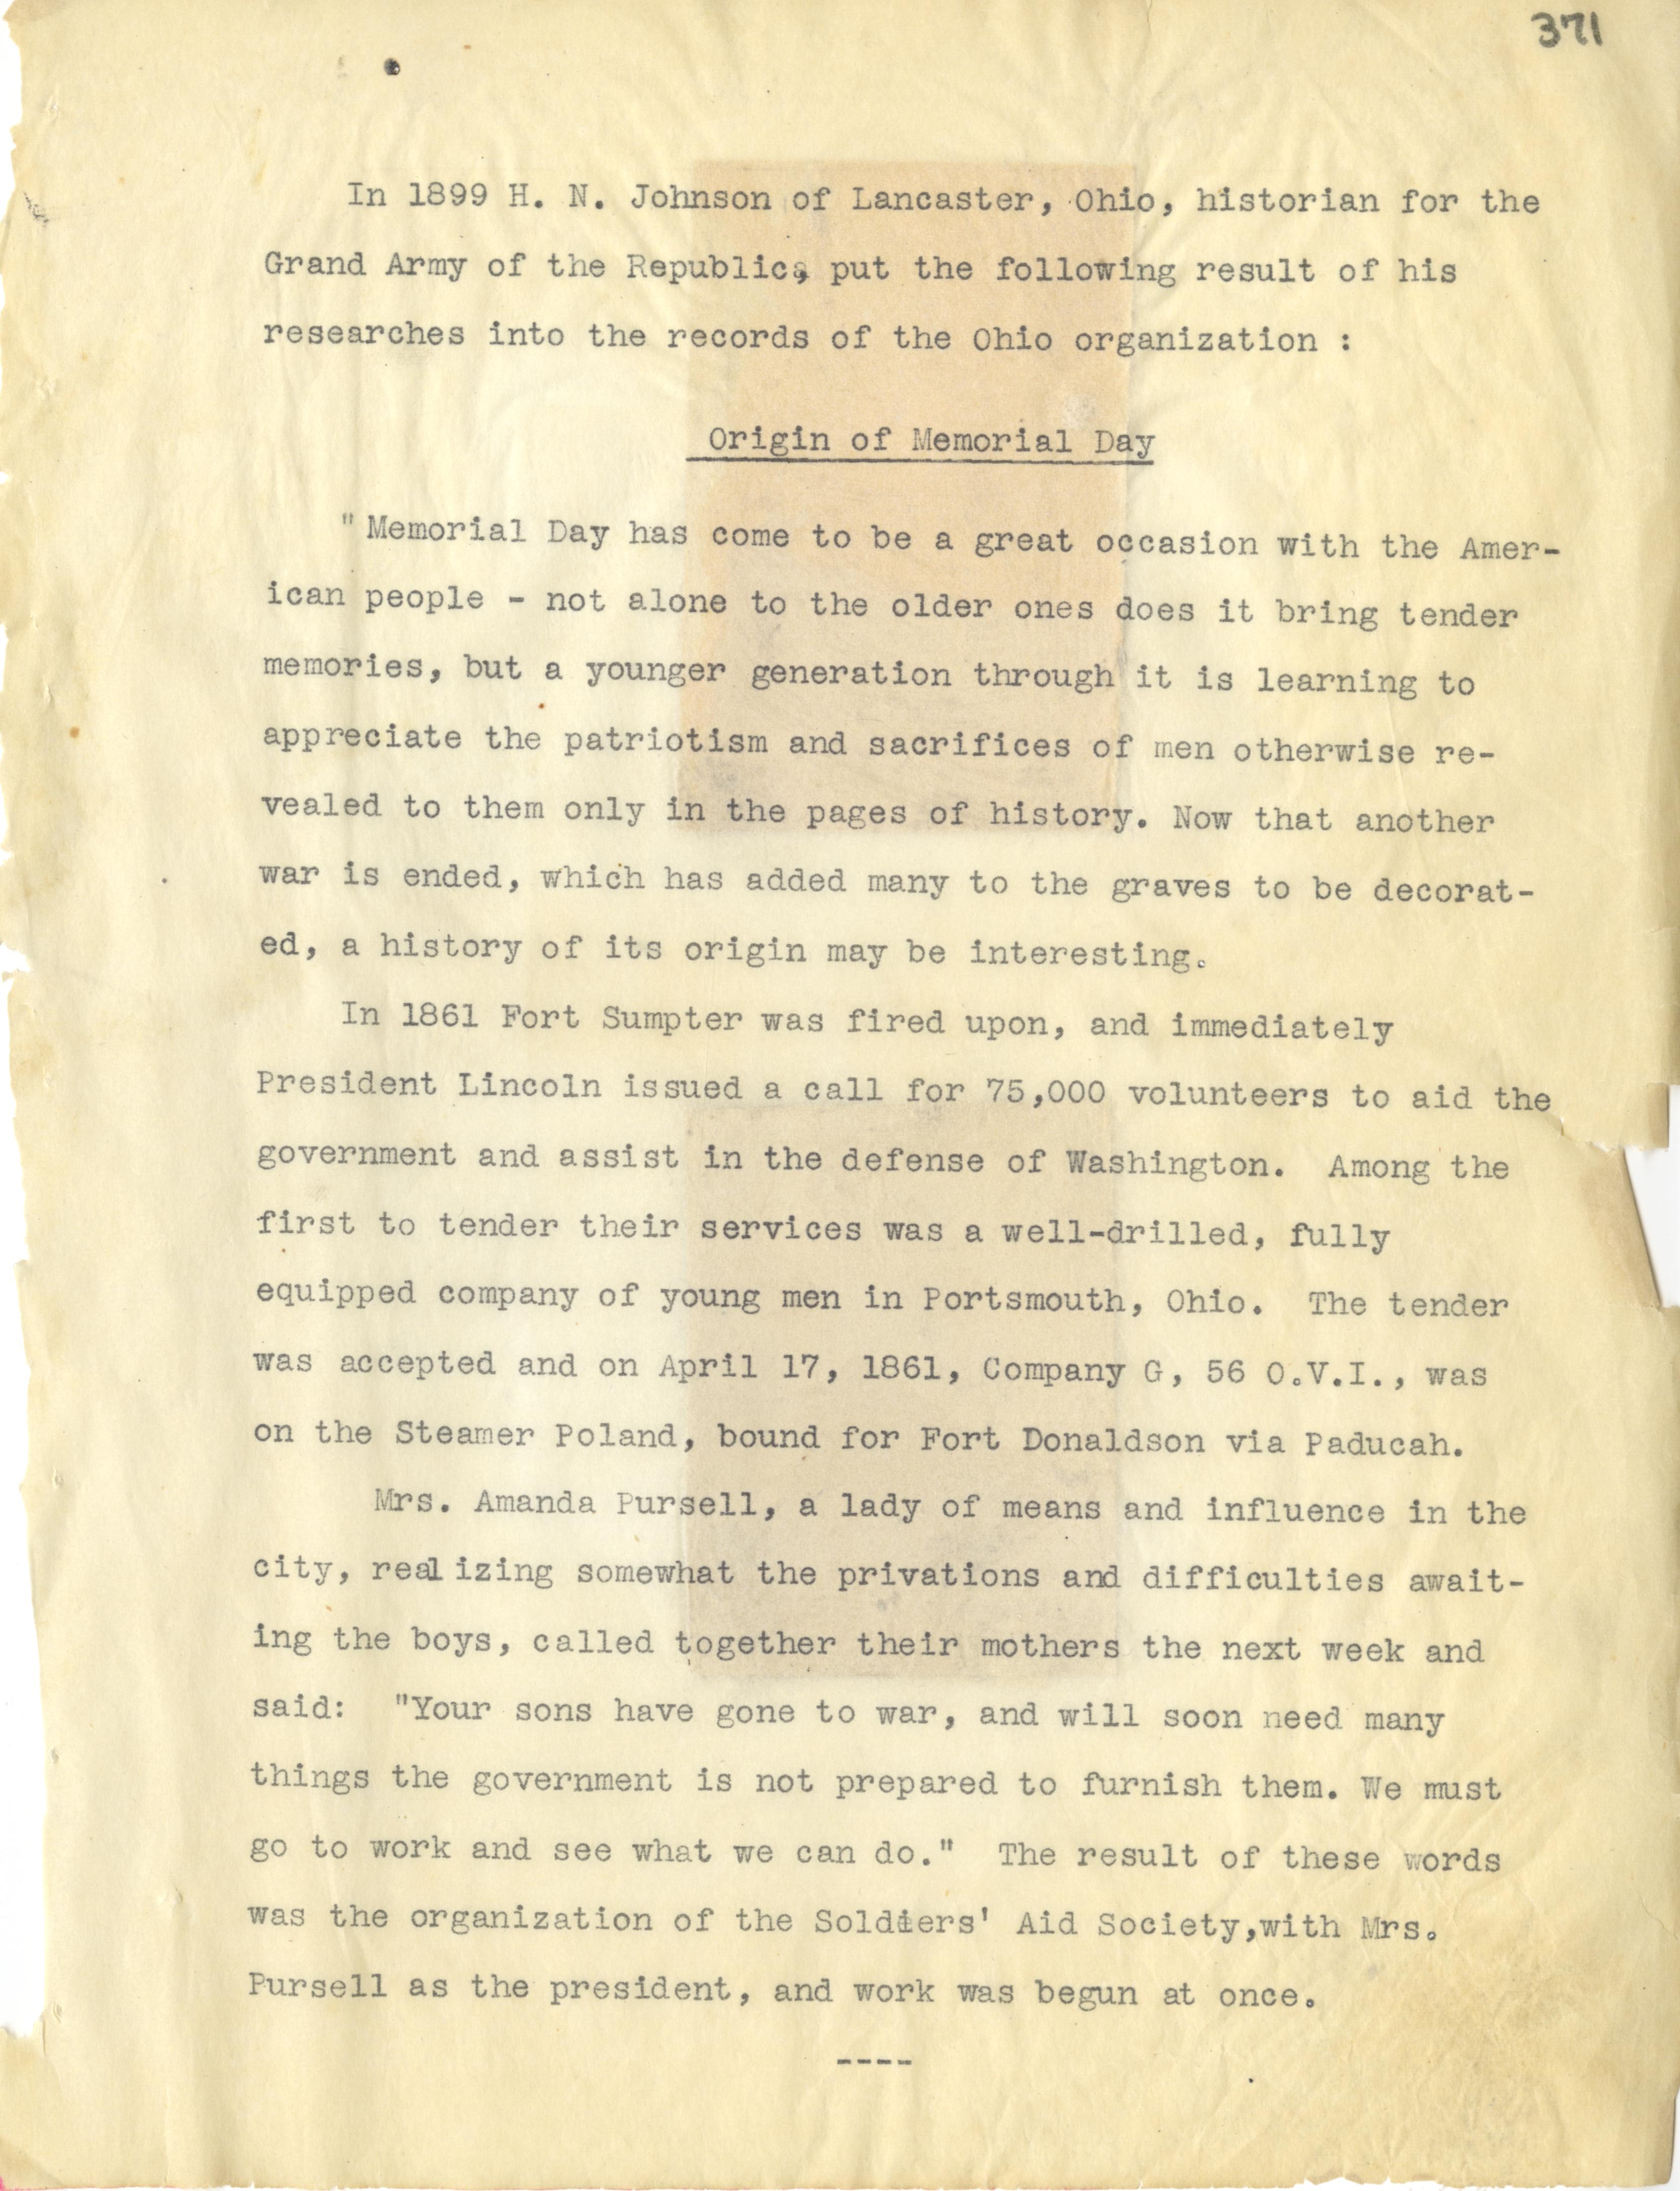 371
In 1899 H. N. Johnson of Lancaster, Ohio, historian for the
Grand Army of the Republic, put the following result of his
researches into the records of the Ohio organization :
Origin of Memorial Day
"Memorial Day has come to be a great occasion with the Amer-
ican people - not alone to the older ones does it bring tender
memories, but a younger generation through it is learning to
appreciate the patriotism and sacrifices of men otherwise re-
vealed to them only in the pages of history. Now that another
war is ended, which has added many to the graves to be decorat-
ed, a history of its origin may be interesting.
In 1861 Fort Sumpter was fired upon, and immediately
President Lincoln issued a call for 75,000 volunteers to aid the
government and assist in the defense of Washington. Among the
first to tender their services was a well-drilled, fully
equipped company of young men in Portsmouth, Ohio. The tender
was accepted and on April 17, 1861, Company G, 56 O.V.I., was
on the Steamer Poland, bound for Fort Donaldson via Paducah.
Mrs. Amanda Pursell, a lady of means and influence in the
city, realizing somewhat the privations and difficulties await-
ing the boys, called together their mothers the next week and
said: "Your sons have gone to war, and will soon need many
things the government is not prepared to furnish them. We must
go to work and see what we can do." The result of these words
was the organization of the Soldiers' Aid Society,with Mrs.
Pursell as the president, and work was begun at once.
----